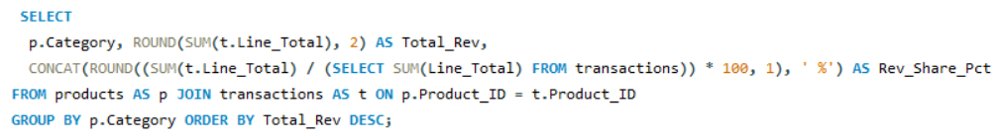 SELECT
p.Category, ROUND(SUM(t.Line_Total), 2) AS Total_Rev,
CONCAT(ROUND((SUM(t.Line_Total) / (SELECT SUM(Line_Total) FROM transactions)) * 100, 1), ' %') AS Rev_Share_Pct
FROM products AS p JOIN transactions AS t ON p.Product_ID = t.Product_ID
GROUP BY p.Category ORDER BY Total_Rev DESC;